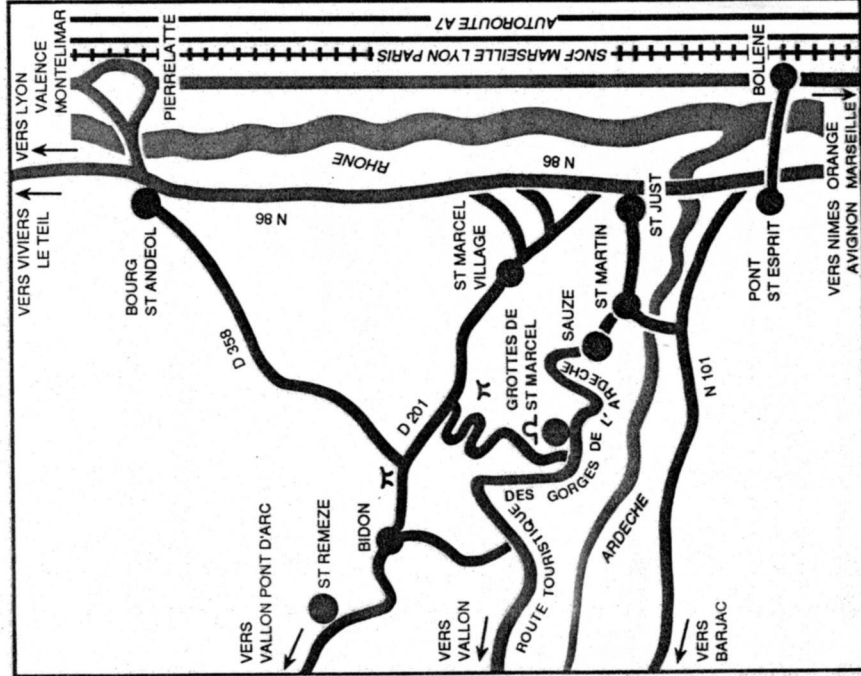 AUTOROUTE A7
SNCF MARSEILLE LYON PARIS
VERS LYON
VALENCE
MONTELIMAR
PIERRELATTE
BOLLENE
VERS VIVIERS
LE TEIL
RHONE
N 86
N 86
BOURG
ST ANDEOL
ST MARCEL
VILLAGE
ST JUST
ST MARTIN
PONT
ST ESPRIT
VERS NIMES ORANGE
AVIGNON MARSEILLE
D 358
D 201
GROTTES DE
ST MARCEL
SAUZE
N 101
BIDON
ST REMEZE
VERS
VALLON PONT D'ARC
VERS
VALLON
ROUTE TOURISTIQUE DES GORGES DE L' ARDECHE
ARDECHE
VERS
BARJAC